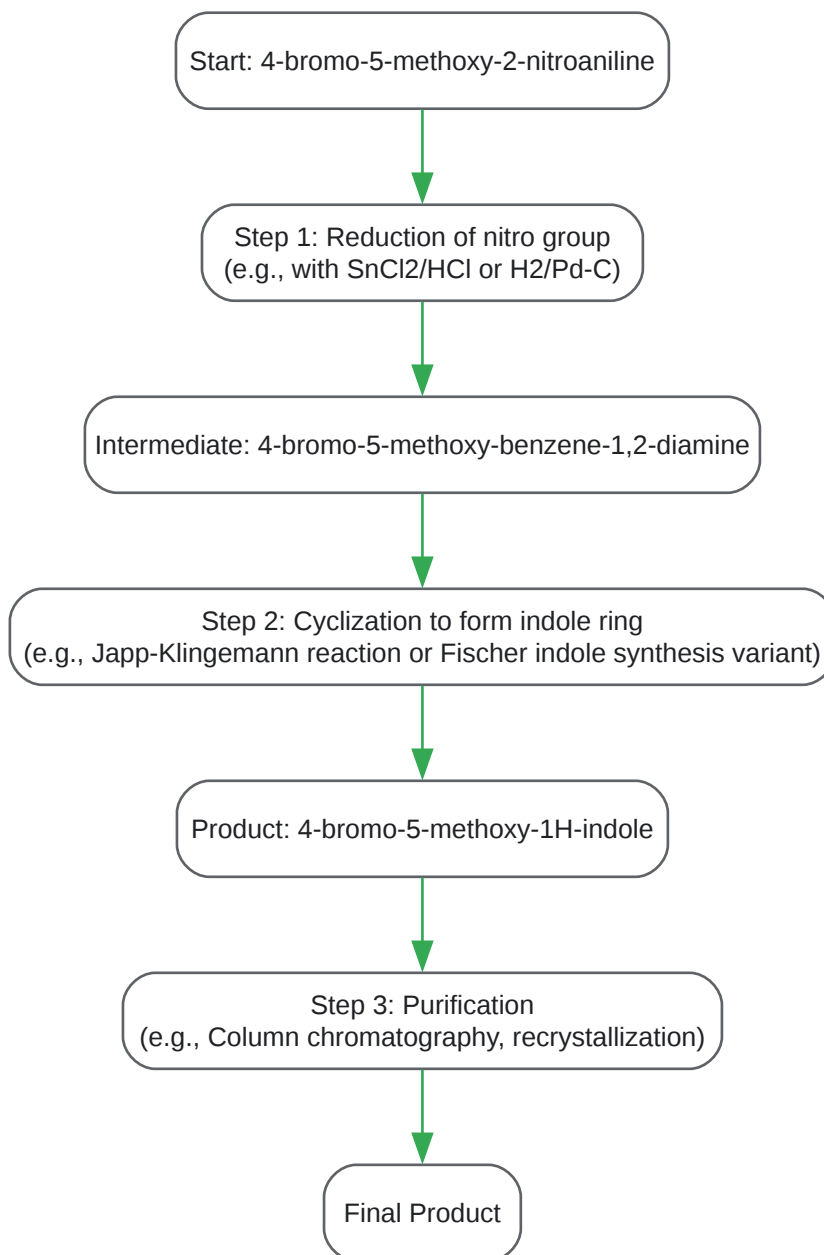 Start: 4-bromo-5-methoxy-2-nitroaniline
Step 1: Reduction of nitro group
(e.g., with SnCl2/HCl or H2/Pd-C)
Intermediate: 4-bromo-5-methoxy-benzene-1,2-diamine
Step 2: Cyclization to form indole ring
(e.g., Japp-Klingemann reaction or Fischer indole synthesis variant)
Product: 4-bromo-5-methoxy-1H-indole
Step 3: Purification
(e.g., Column chromatography, recrystallization)
Final Product